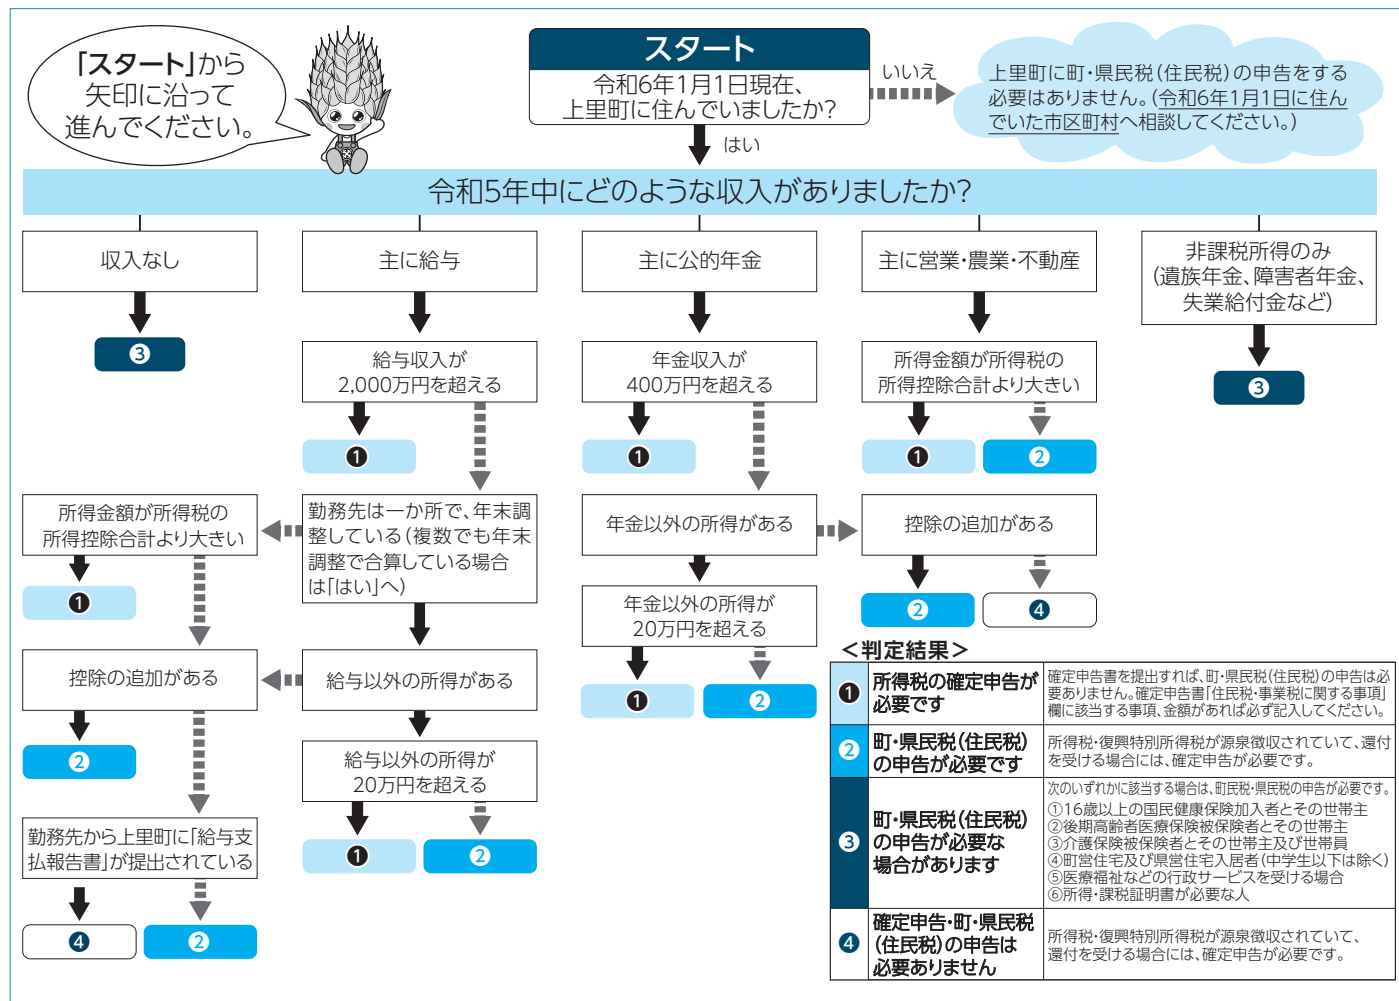 「スタート」から
矢印に沿って
進んでください。
スタート
令和6年1月1日現在、
上里町に住んでいましたか?
いいえ
上里町に町・県民税(住民税)の申告をする
必要はありません。(令和6年1月1日に住ん
でいた市区町村へ相談してください。)
はい
令和5年中にどのような収入がありましたか?
収入なし
❸
主に給与
給与収入が
2,000万円を超える
❶
勤務先は一か所で、年末調
整している(複数でも年末
調整で合算している場合
は「はい」へ)
所得金額が所得税の
所得控除合計より大きい
❶
控除の追加がある
❷
勤務先から上里町に「給与支
払報告書」が提出されている
❹
❷
給与以外の所得がある
給与以外の所得が
20万円を超える
❶
❷
主に公的年金
年金収入が
400万円を超える
❶
年金以外の所得がある
年金以外の所得が
20万円を超える
❶
❷
控除の追加がある
❷
❹
主に営業・農業・不動産
所得金額が所得税の
所得控除合計より大きい
❶
❷
非課税所得のみ
(遺族年金、障害者年金、
失業給付金など)
❸
<判定結果>
❶
所得税の確定申告が
必要です
確定申告書を提出すれば、町・県民税(住民税)の申告は必
要ありません。確定申告書「住民税・事業税に関する事項」
欄に該当する事項、金額があれば必ず記入してください。
❷
町・県民税(住民税)
の申告が必要です
所得税・復興特別所得税が源泉徴収されていて、還付
を受ける場合には、確定申告が必要です。
❸
町・県民税(住民税)
の申告が必要な
場合があります
次のいずれかに該当する場合は、町民税・県民税の申告が必要です。
①16歳以上の国民健康保険加入者とその世帯主
②後期高齢者医療保険被保険者とその世帯主
③介護保険被保険者とその世帯主及び世帯員
④町営住宅及び県営住宅入居者(中学生以下は除く)
⑤医療福祉などの行政サービスを受ける場合
⑥所得・課税証明書が必要な人
❹
確定申告・町・県民税
(住民税)の申告は
必要ありません
所得税・復興特別所得税が源泉徴収されていて、
還付を受ける場合には、確定申告が必要です。